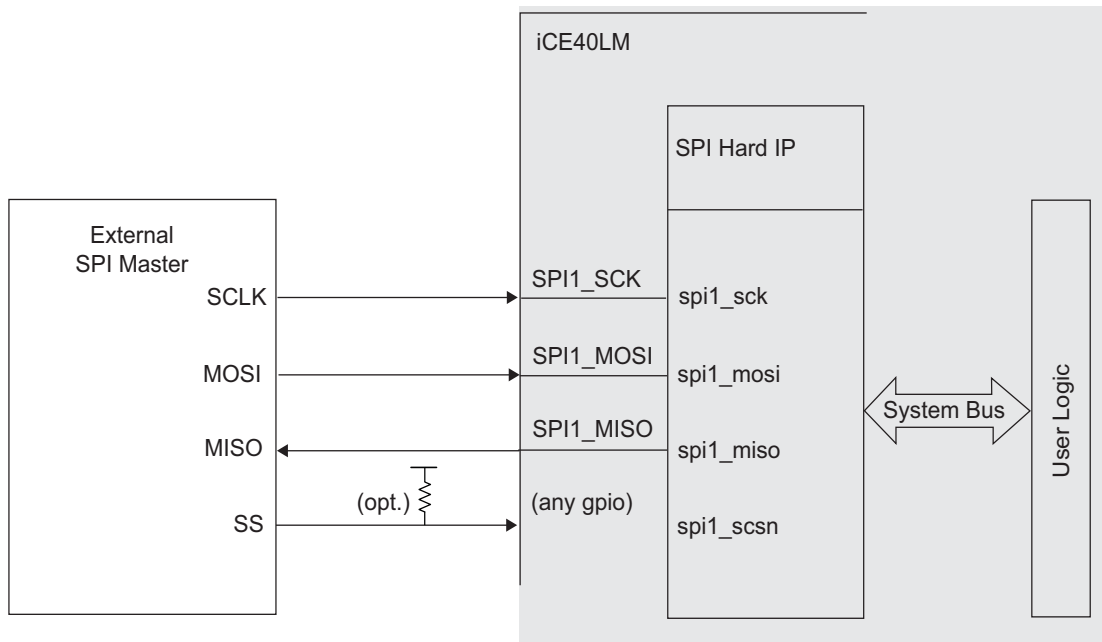 iCE40LM
SPI Hard IP
External
SPI Master
SCLK
SPI1_SCK
spi1_sck
MOSI
SPI1_MOSI
spi1_mosi
MISO
SPI1_MISO
spi1_miso
System Bus
User Logic
(opt.)
(any gpio)
SS
spi1_scsn